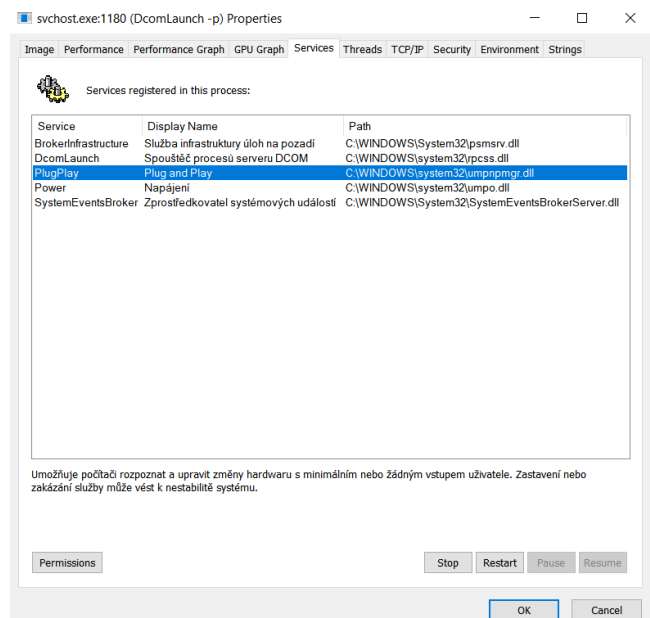 svchost.exe:1180 (DcomLaunch -p) Properties
Image Performance Performance Graph GPU Graph Services Threads TCP/IP Security Environment Strings
Services registered in this process:
Service Display Name Path
BrokerInfrastructure Služba infrastruktury úloh na pozadí C:\WINDOWS\System32\psmsrv.dll
DcomLaunch Spouštěč procesů serveru DCOM C:\WINDOWS\system32\rpcss.dll
PlugPlay Plug and Play C:\WINDOWS\system32\umpnpmgr.dll
Power Napájení C:\WINDOWS\system32\umpo.dll
SystemEventsBroker Zprostředkovatel systémových událostí C:\WINDOWS\System32\SystemEventsBrokerServer.dll
Umožňuje počítači rozpoznat a upravit změny hardwaru s minimálním nebo žádným vstupem uživatele. Zastavení nebo
zakázání služby může vést k nestabilitě systému.
Permissions Stop Restart Pause Resume
OK Cancel